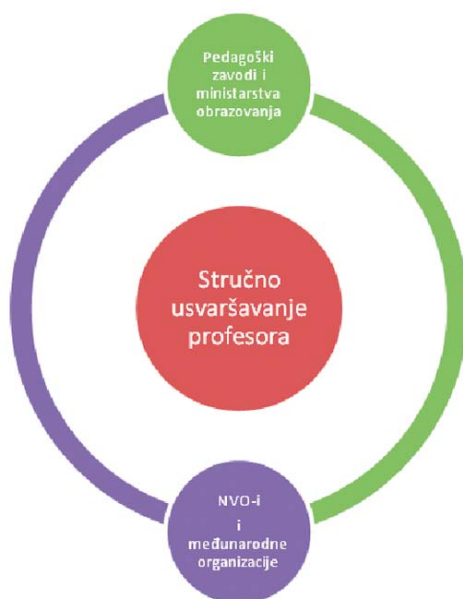 Pedagoški
zavodi i
ministarstva
obrazovanja
Stručno
usvaršavanje
profesora
NVO-i
i
međunarodne
organizacije